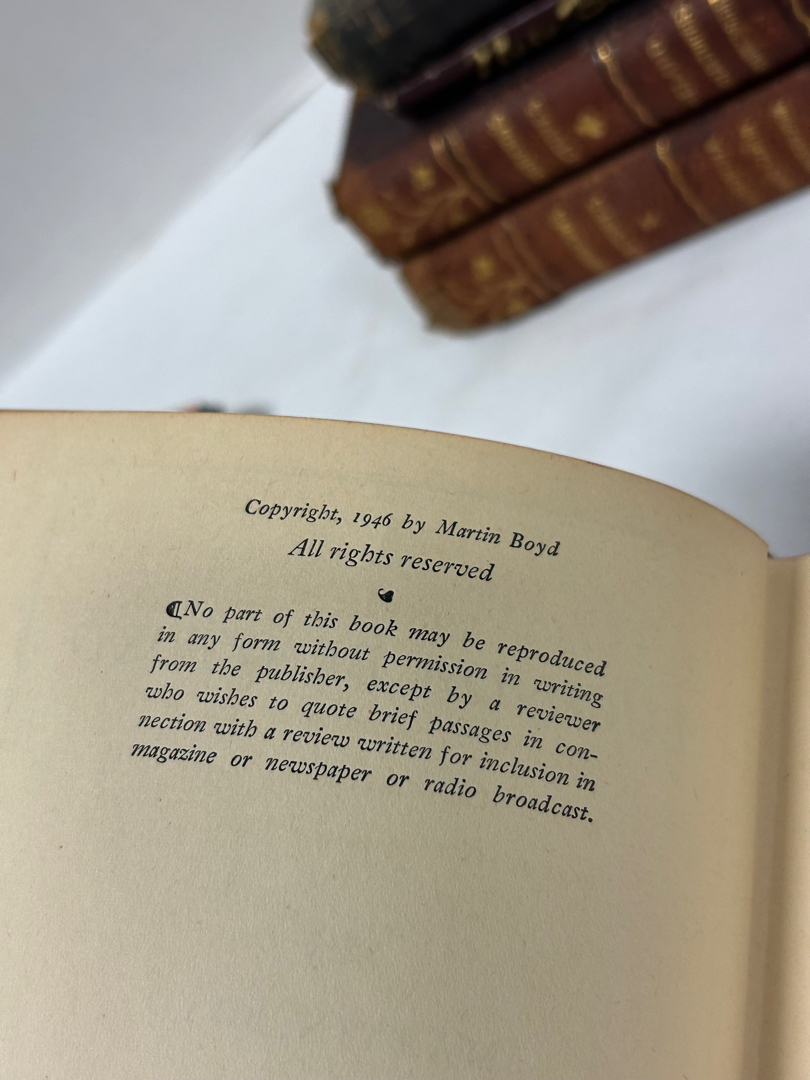 Copyright, 1946 by Martin Boyd
All rights reserved
¶No part of this book may be reproduced
in any form without permission in writing
from the publisher, except by a reviewer
who wishes to quote brief passages in con-
nection with a review written for inclusion in
magazine or newspaper or radio broadcast.